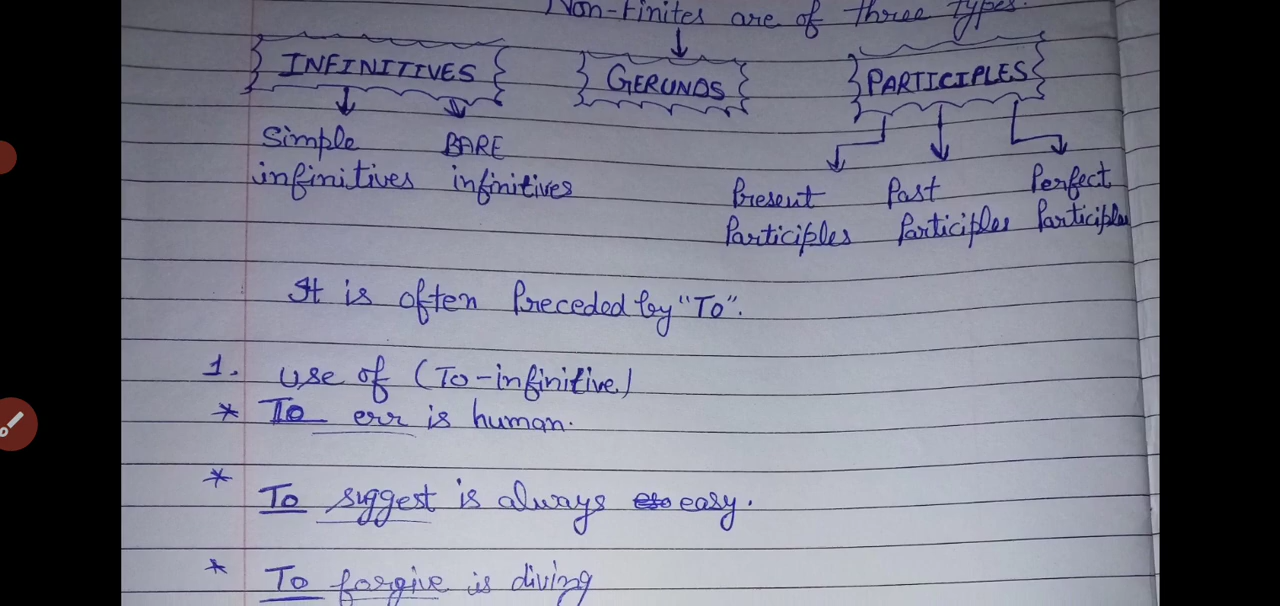 Non-Finites are of three types.
INFINITIVES GERUNDS PARTICIPLES
Simple infinitives
BARE infinitives
Present Participles
Past Participles
Perfect Participles
It is often Preceded by "To".
1. use of (To-infinitive)
* To err is human.
* To suggest is always easy.
* To forgive is diving